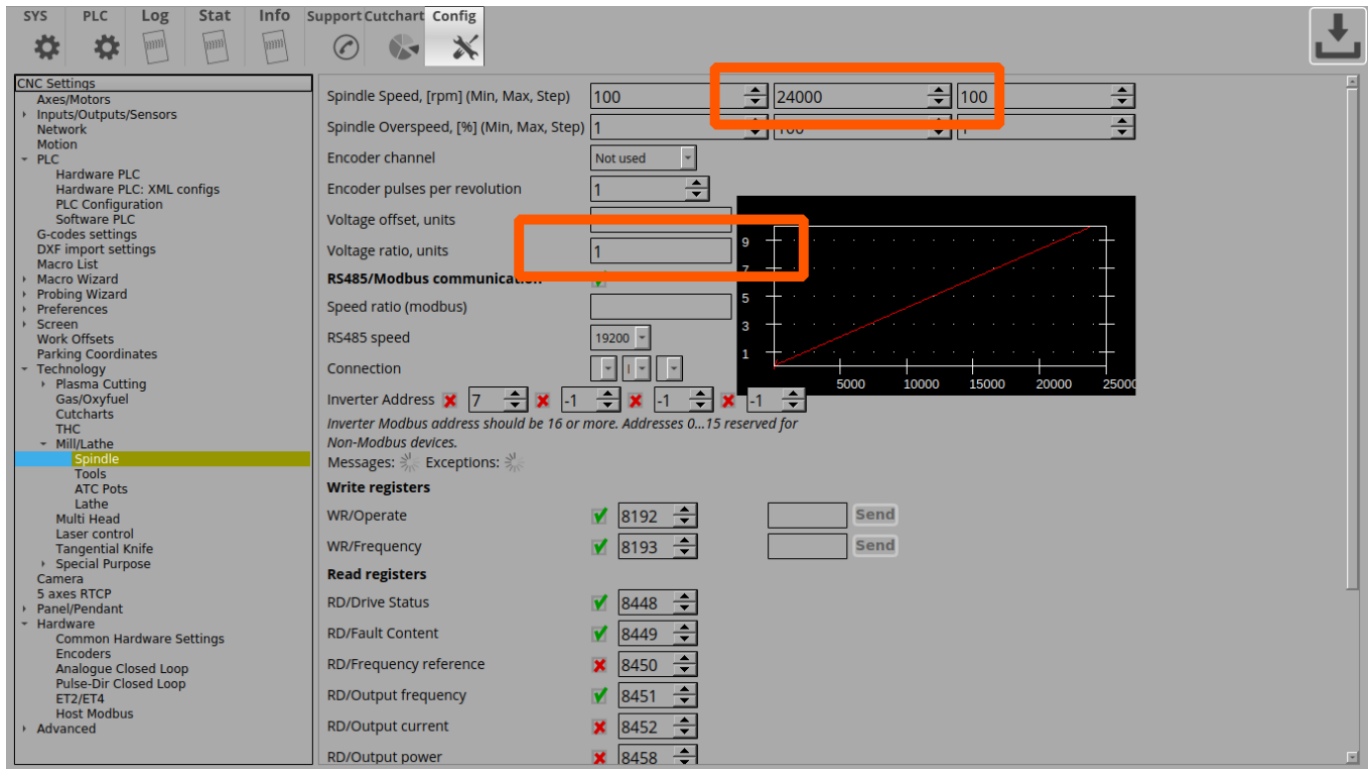 SYS PLC Log Stat Info Support Cutchart Config
CNC Settings
Axes/Motors
Inputs/Outputs/Sensors
Network
Motion
PLC
Hardware PLC
Hardware PLC: XML configs
PLC Configuration
Software PLC
G-codes settings
DXF import settings
Macro List
Macro Wizard
Probing Wizard
Preferences
Screen
Work Offsets
Parking Coordinates
Technology
Plasma Cutting
Gas/Oxyfuel
Cutcharts
THC
Mill/Lathe
Spindle
Tools
ATC Pots
Lathe
Multi Head
Laser control
Tangential Knife
Special Purpose
Camera
5 axes RTCP
Panel/Pendant
Hardware
Common Hardware Settings
Encoders
Analogue Closed Loop
Pulse-Dir Closed Loop
ET2/ET4
Host Modbus
Advanced
Spindle Speed, [rpm] (Min, Max, Step) 100 24000 100
Spindle Overspeed, [%] (Min, Max, Step) 1 100 1
Encoder channel Not used
Encoder pulses per revolution 1
Voltage offset, units
Voltage ratio, units 1
RS485/Modbus communication
Speed ratio (modbus)
RS485 speed 19200
Connection
9
7
5
3
1
5000 10000 15000 20000 25000
Inverter Address 7 -1 -1 -1
Inverter Modbus address should be 16 or more. Addresses 0...15 reserved for
Non-Modbus devices.
Messages: Exceptions:
Write registers
WR/Operate 8192 Send
WR/Frequency 8193 Send
Read registers
RD/Drive Status 8448
RD/Fault Content 8449
RD/Frequency reference 8450
RD/Output frequency 8451
RD/Output current 8452
RD/Output power 8458